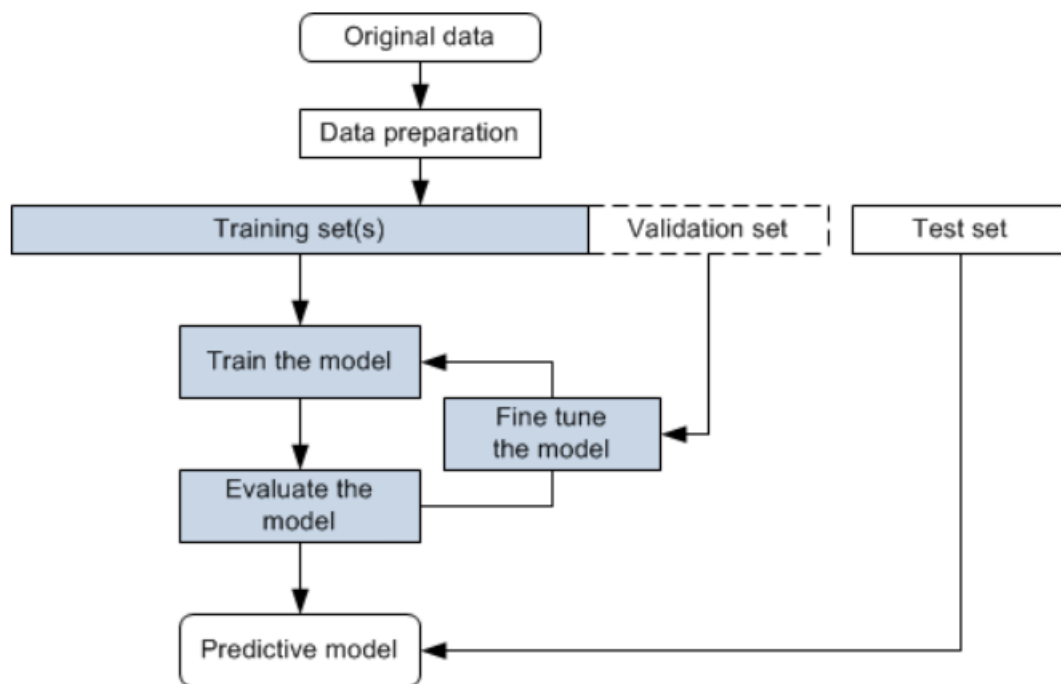 Original data
Data preparation
Training set(s)
Validation set
Test set
Train the model
Fine tune
the model
Evaluate the
model
Predictive model